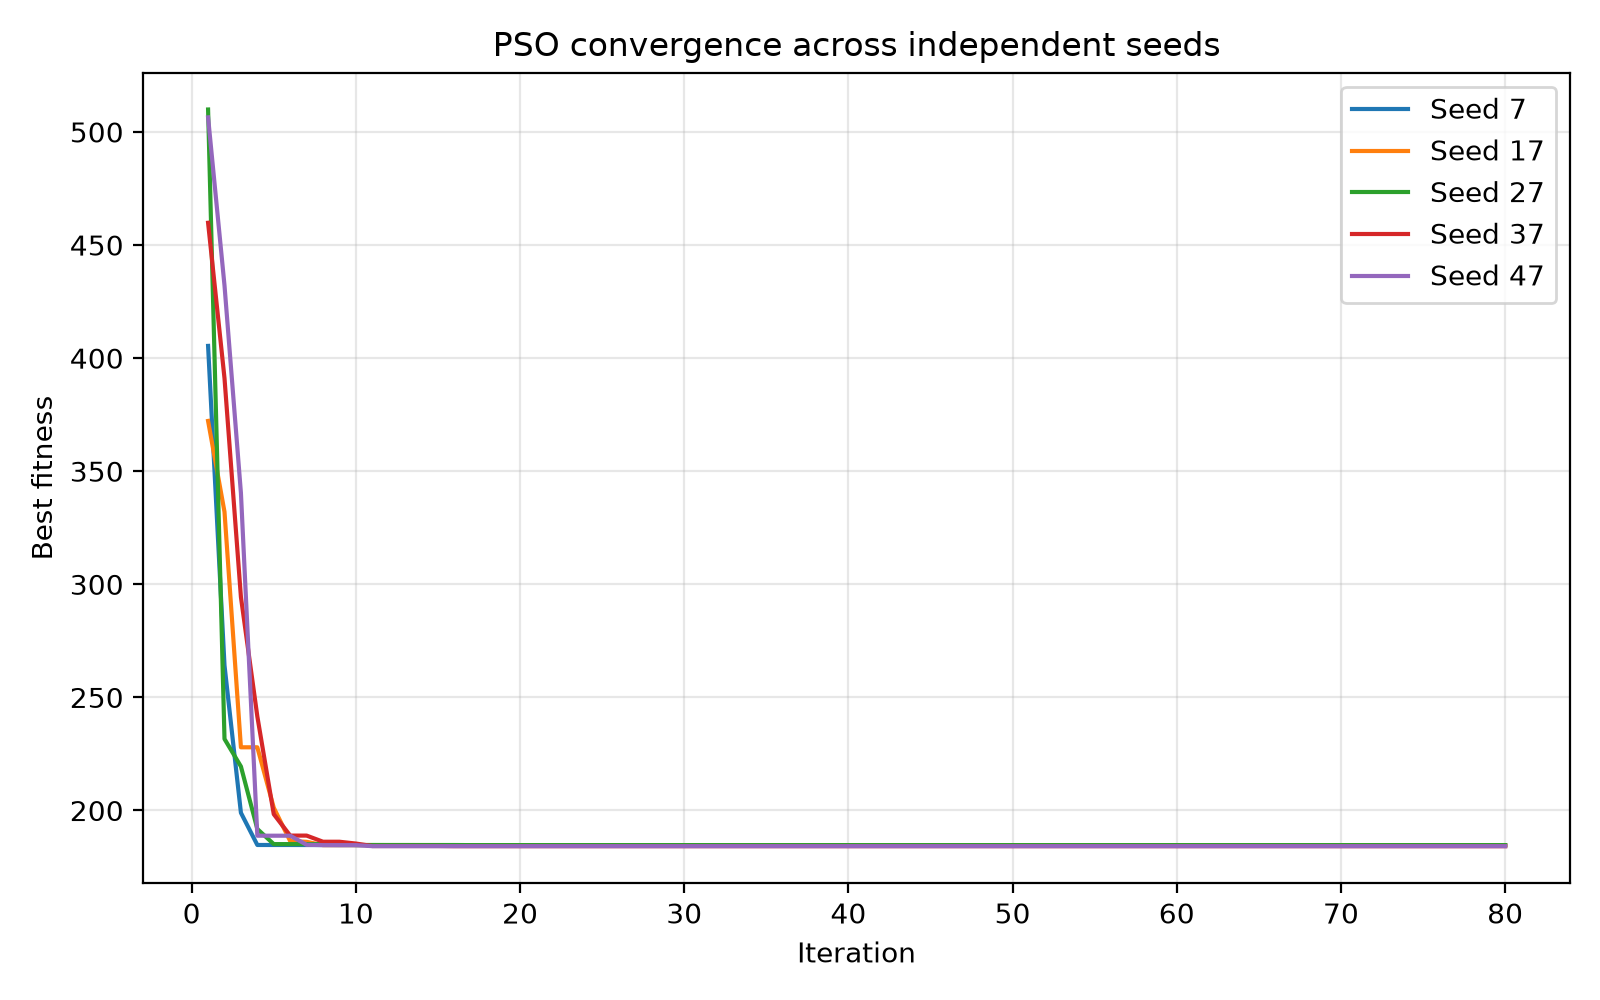 PSO convergence across independent seeds
Seed 7
Seed 17
Seed 27
Seed 37
Seed 47
500
450
400
350
300
250
200
Best fitness
0 10 20 30 40 50 60 70 80
Iteration